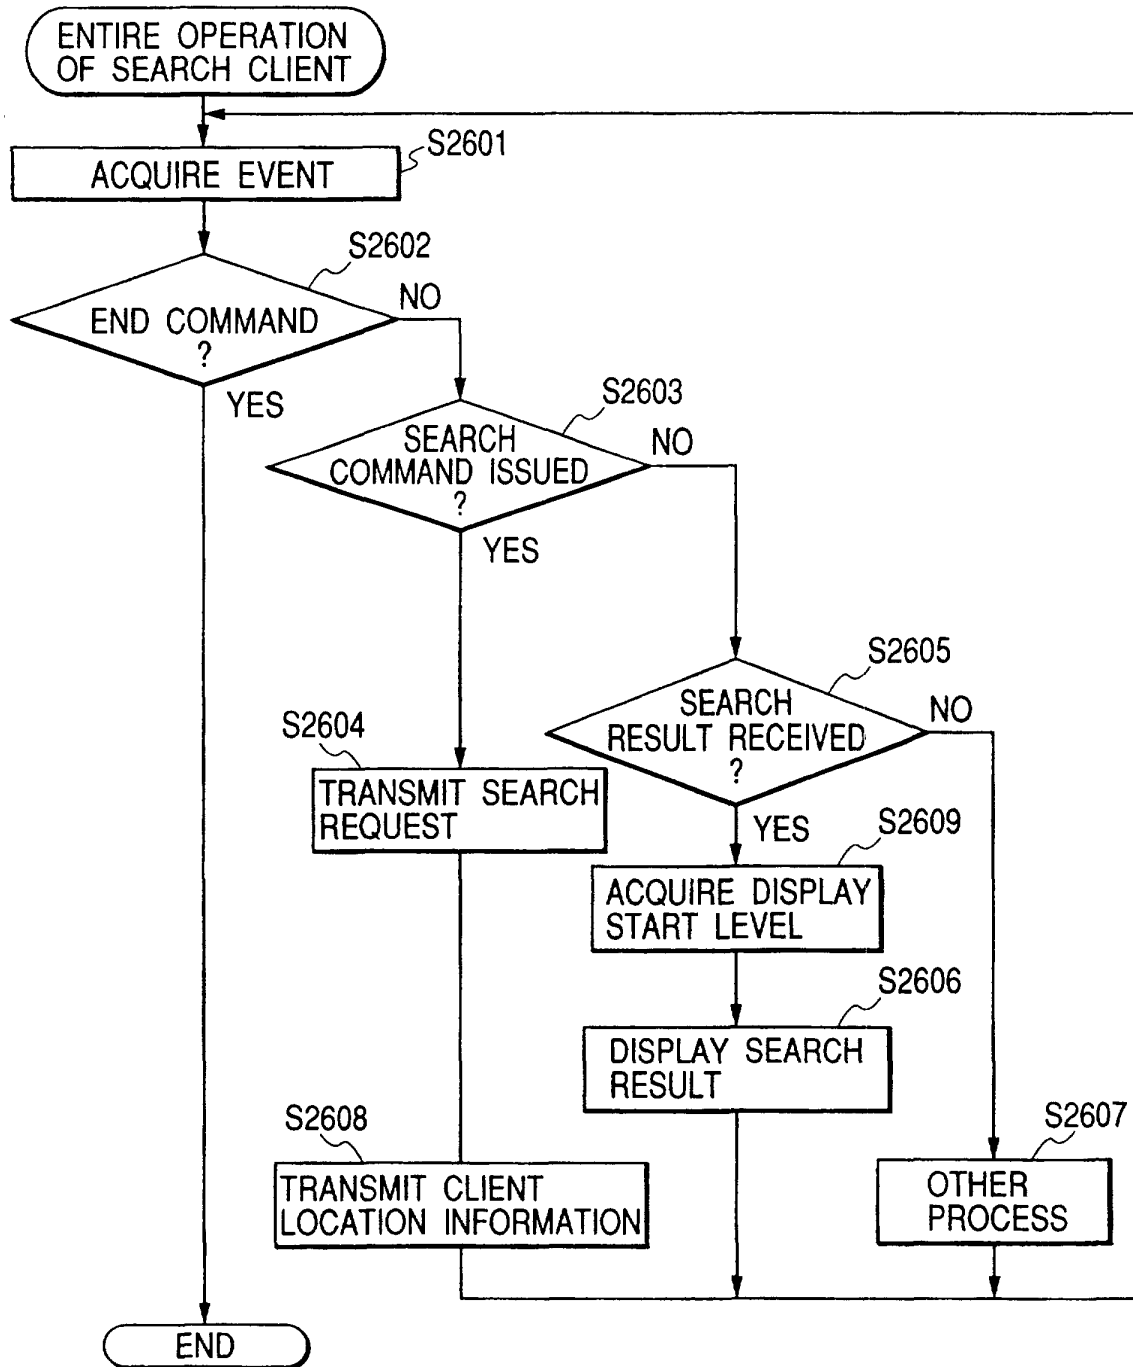 ENTIRE OPERATION
OF SEARCH CLIENT
S2601
ACQUIRE EVENT
S2602
END COMMAND
?
NO
YES
S2603
SEARCH
COMMAND ISSUED
?
NO
YES
S2605
SEARCH
RESULT RECEIVED
?
NO
YES
S2604
TRANSMIT SEARCH
REQUEST
S2609
ACQUIRE DISPLAY
START LEVEL
S2606
DISPLAY SEARCH
RESULT
S2608
TRANSMIT CLIENT
LOCATION INFORMATION
S2607
OTHER
PROCESS
END